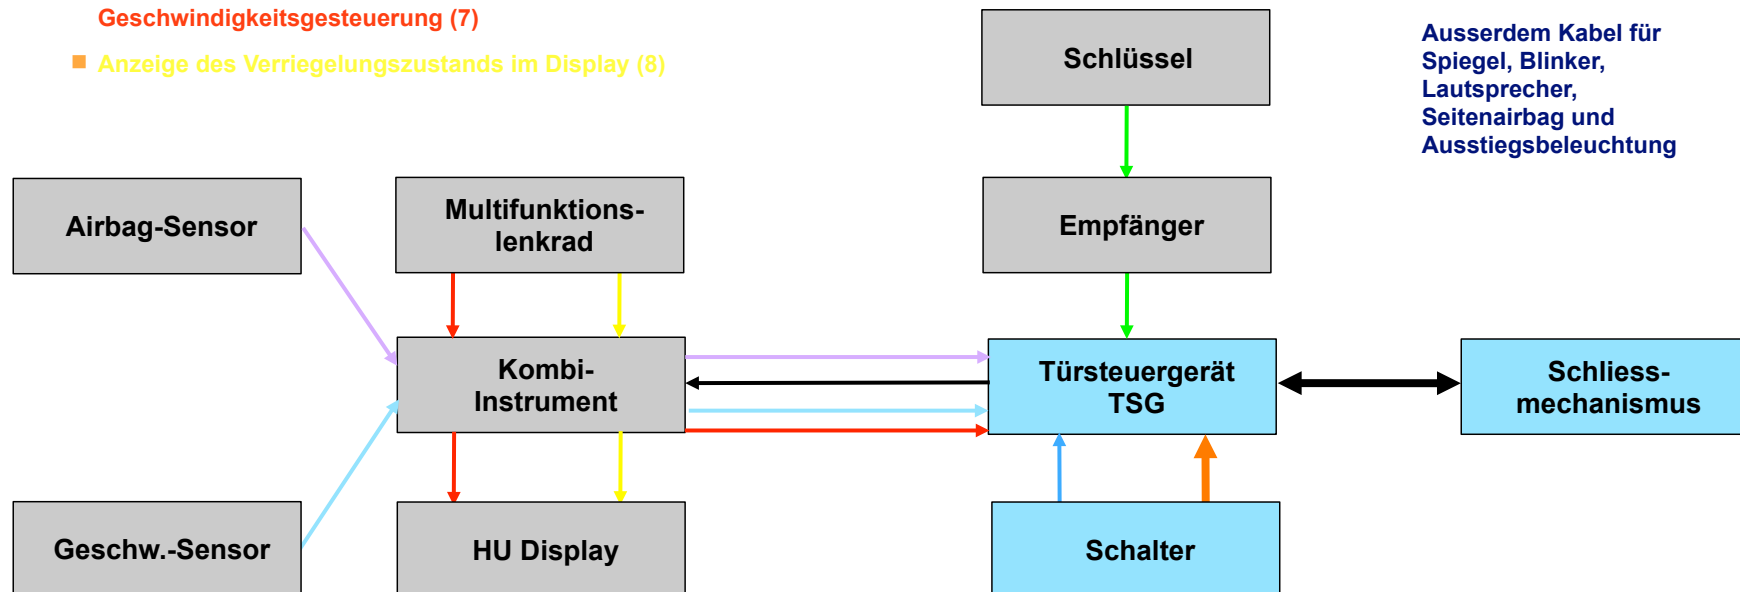 Geschwindigkeitsgesteuerung (7)
Anzeige des Verriegelungszustands im Display (8)
Schlüssel
Ausserdem Kabel für
Spiegel, Blinker,
Lautsprecher,
Seitenairbag und
Ausstiegsbeleuchtung
Airbag-Sensor
Multifunktions-
lenkrad
Empfänger
Kombi-
Instrument
Türsteuergerät
TSG
Schliess-
mechanismus
Geschw.-Sensor
HU Display
Schalter